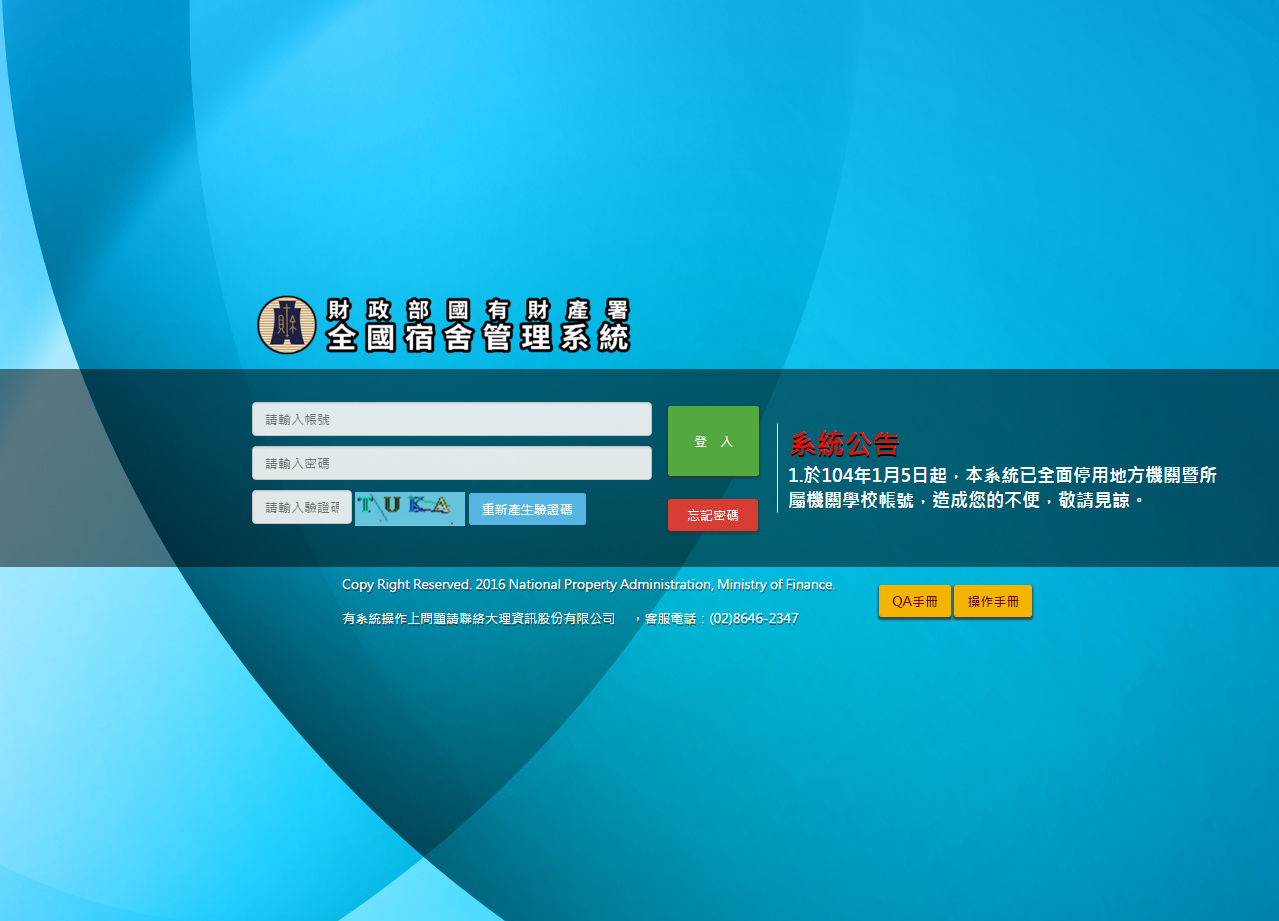 財政部國有財產署
全國宿舍管理系統
請輸入帳號
請輸入密碼
請輸入驗證碼
TUKA
重新產生驗證碼
登 入
忘記密碼
系統公告
1.於104年1月5日起，本系統已全面停用地方機關暨所
屬機關學校帳號，造成您的不便，敬請見諒。
Copy Right Reserved. 2016 National Property Administration, Ministry of Finance.
有系統操作上問題請聯絡大理資訊股份有限公司 ，客服電話：(02)8646-2347
QA手冊
操作手冊